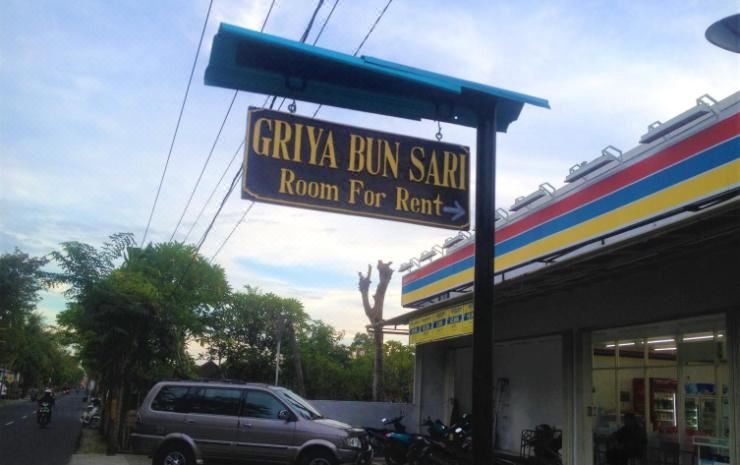 GRIYA BUN SARI
Room For Rent →